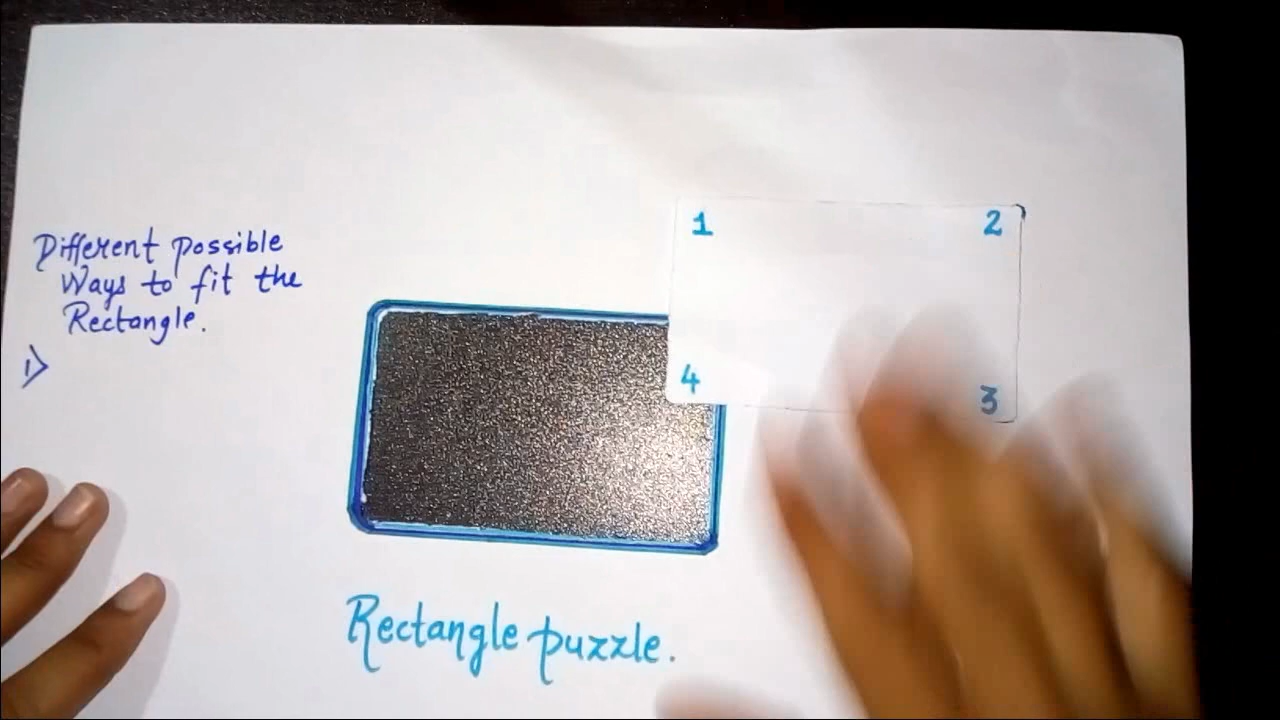 Different possible
Ways to fit the
Rectangle.
1>
1 2
4 3
Rectangle puzzle.